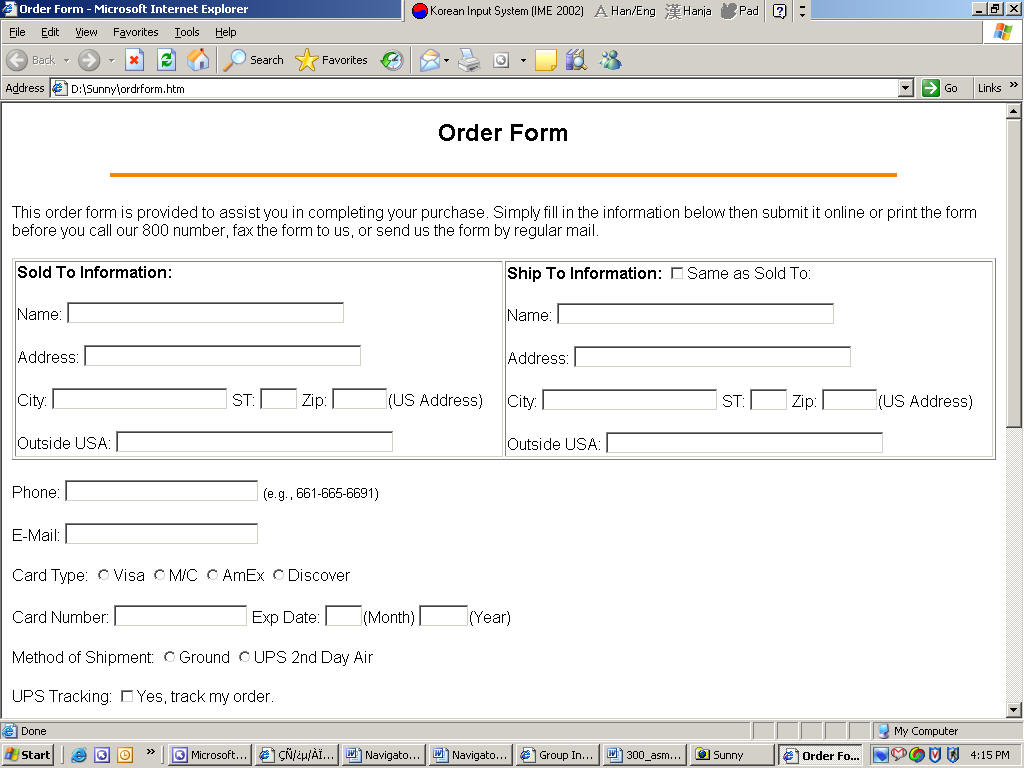 Order Form - Microsoft Internet Explorer
Korean Input System (IME 2002) A Han/Eng 漢 Hanja Pad
File Edit View Favorites Tools Help
Back Search Favorites
Address D:\Sunny\ordrform.htm Go Links »
Order Form
This order form is provided to assist you in completing your purchase. Simply fill in the information below then submit it online or print the form
before you call our 800 number, fax the form to us, or send us the form by regular mail.
Sold To Information:
Name:
Address:
City: ST: Zip: (US Address)
Outside USA:
Ship To Information: Same as Sold To:
Name:
Address:
City: ST: Zip: (US Address)
Outside USA:
Phone: (e.g., 661-665-6691)
E-Mail:
Card Type: Visa M/C AmEx Discover
Card Number: Exp Date: (Month) (Year)
Method of Shipment: Ground UPS 2nd Day Air
UPS Tracking: Yes, track my order.
Done My Computer
Start » Microsoft... ÇÑ/¿µ/ÀÏ... Navigato... Navigato... Group In... 300_asm... Sunny Order Fo... 4:15 PM